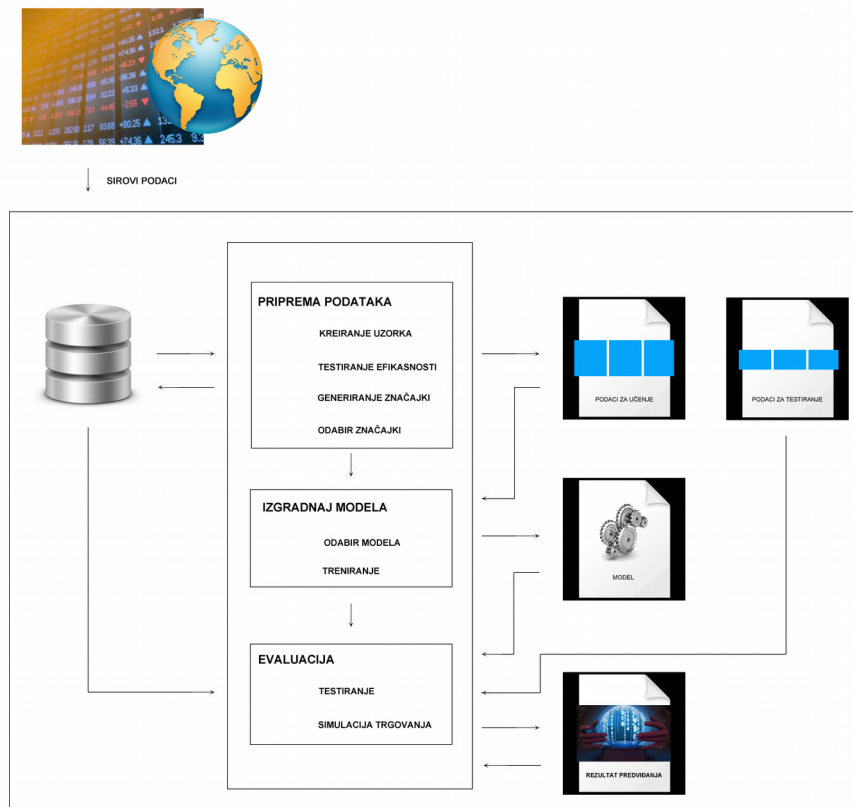 SIROVI PODACI
PRIPREMA PODATAKA
KREIRANJE UZORKA
TESTIRANJE EFIKASNOSTI
GENERIRANJE ZNAČAJKI
ODABIR ZNAČAJKI
PODACI ZA UČENJE
PODACI ZA TESTIRANJE
IZGRADNAJ MODELA
ODABIR MODELA
TRENIRANJE
MODEL
EVALUACIJA
TESTIRANJE
SIMULACIJA TRGOVANJA
REZULTAT PREDVIĐANJA